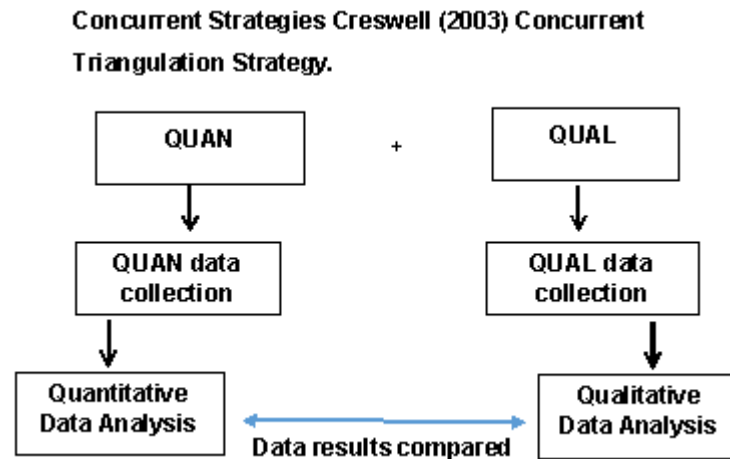 Concurrent Strategies Creswell (2003) Concurrent
Triangulation Strategy.
QUAN
+
QUAL
QUAN data
collection
QUAL data
collection
Quantitative
Data Analysis
Qualitative
Data Analysis
Data results compared